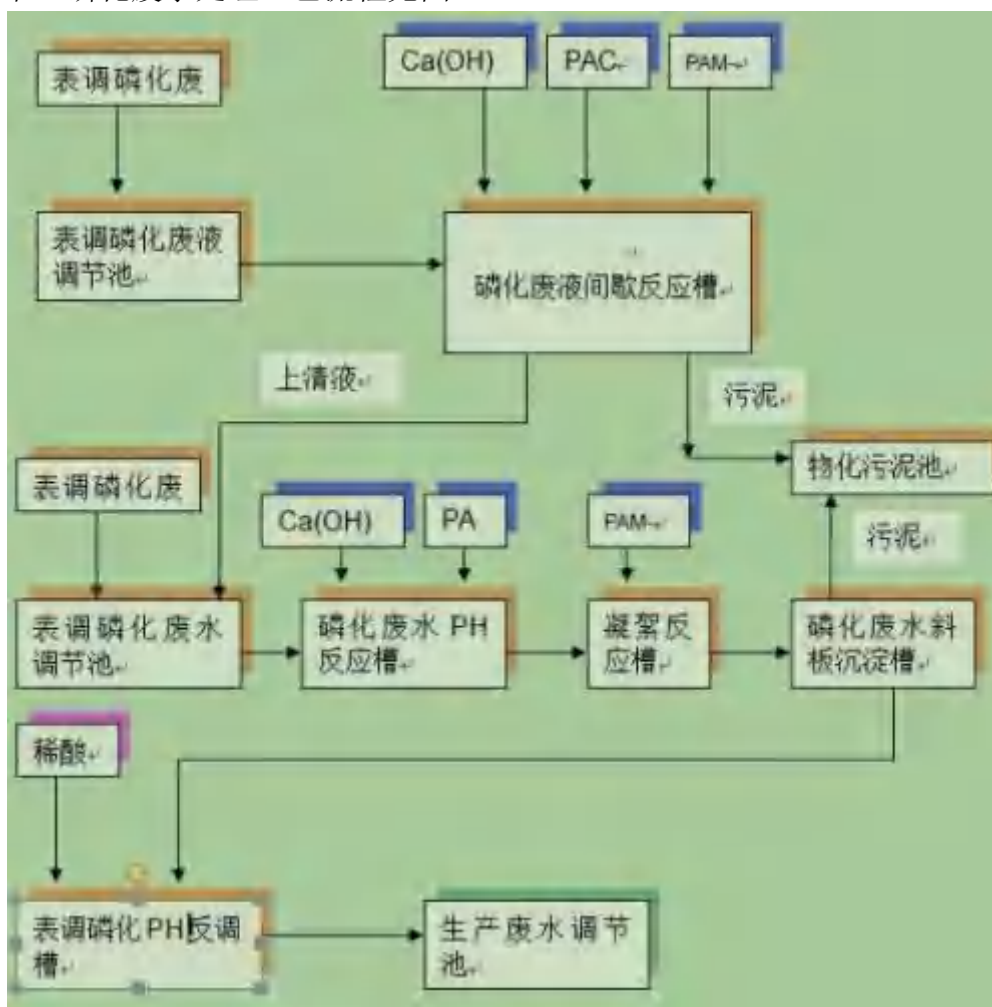 表调磷化废
Ca(OH)
PAC
PAM
表调磷化废液
调节池
磷化废液间歇反应槽
上清液
污泥
表调磷化废
Ca(OH)
PA
PAM
物化污泥池
污泥
表调磷化废水
调节池
磷化废水 PH
反应槽
凝絮反
应槽
磷化废水斜
板沉淀槽
稀酸
表调磷化PH反调
槽
生产废水调节
池